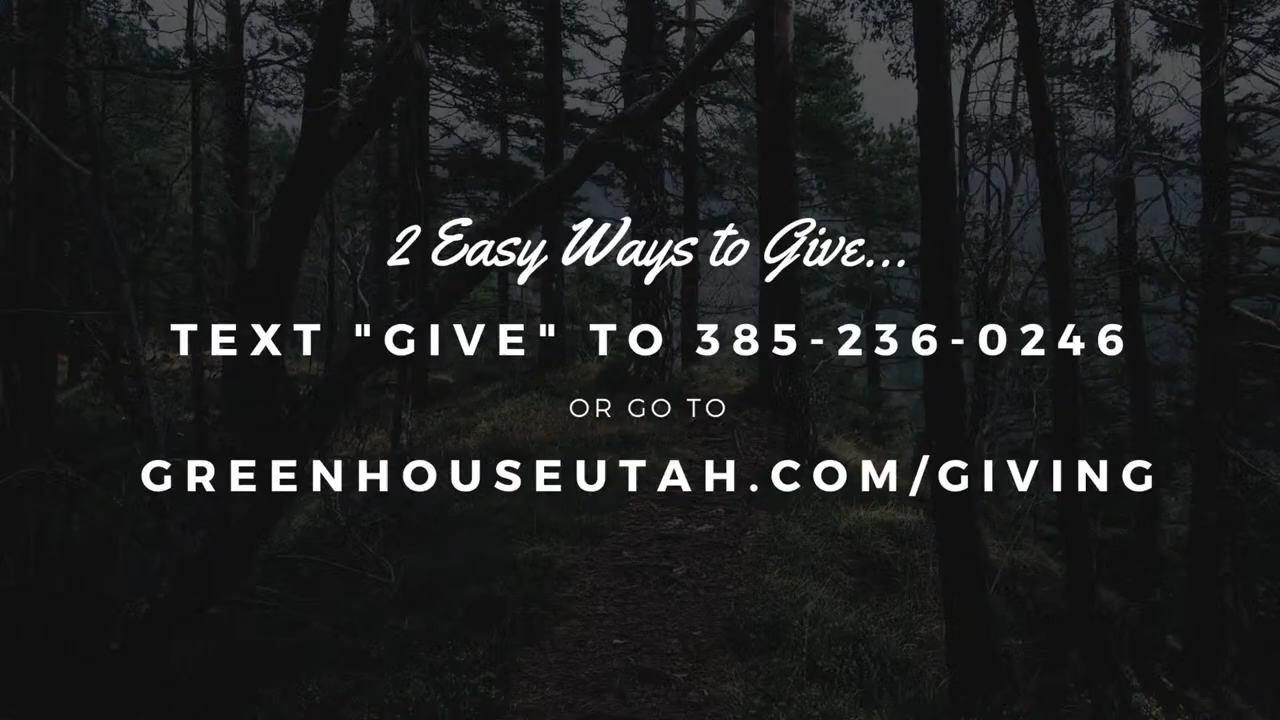 2 Easy Ways to Give...
TEXT "GIVE" TO 385-236-0246
OR GO TO
GREENHOUSEUTAH.COM/GIVING